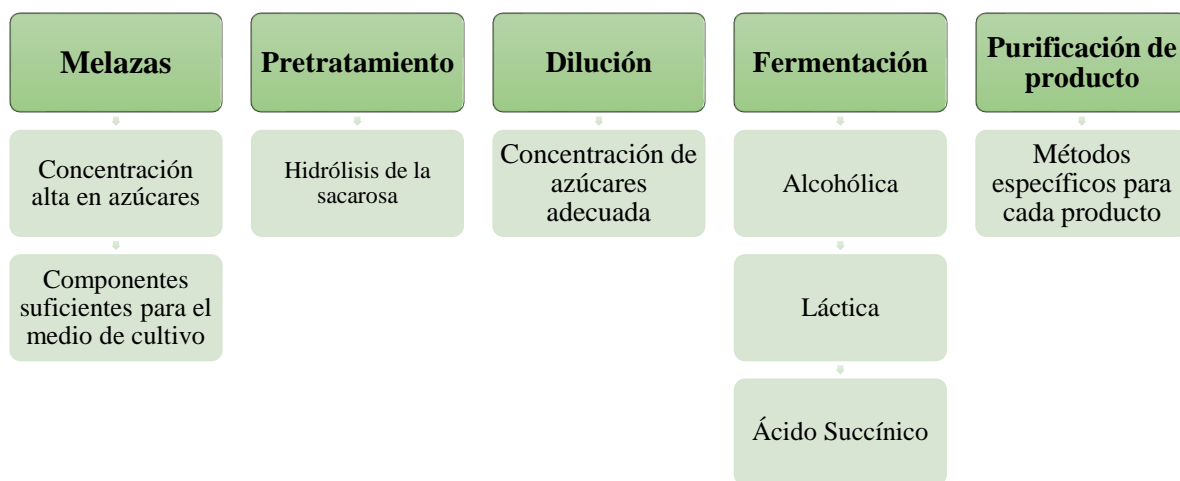 Melazas
Concentración
alta en azúcares
Componentes
suficientes para el
medio de cultivo
Pretratamiento
Hidrólisis de la
sacarosa
Dilución
Concentración de
azúcares
adecuada
Fermentación
Alcohólica
Láctica
Ácido Succínico
Purificación de
producto
Métodos
específicos para
cada producto